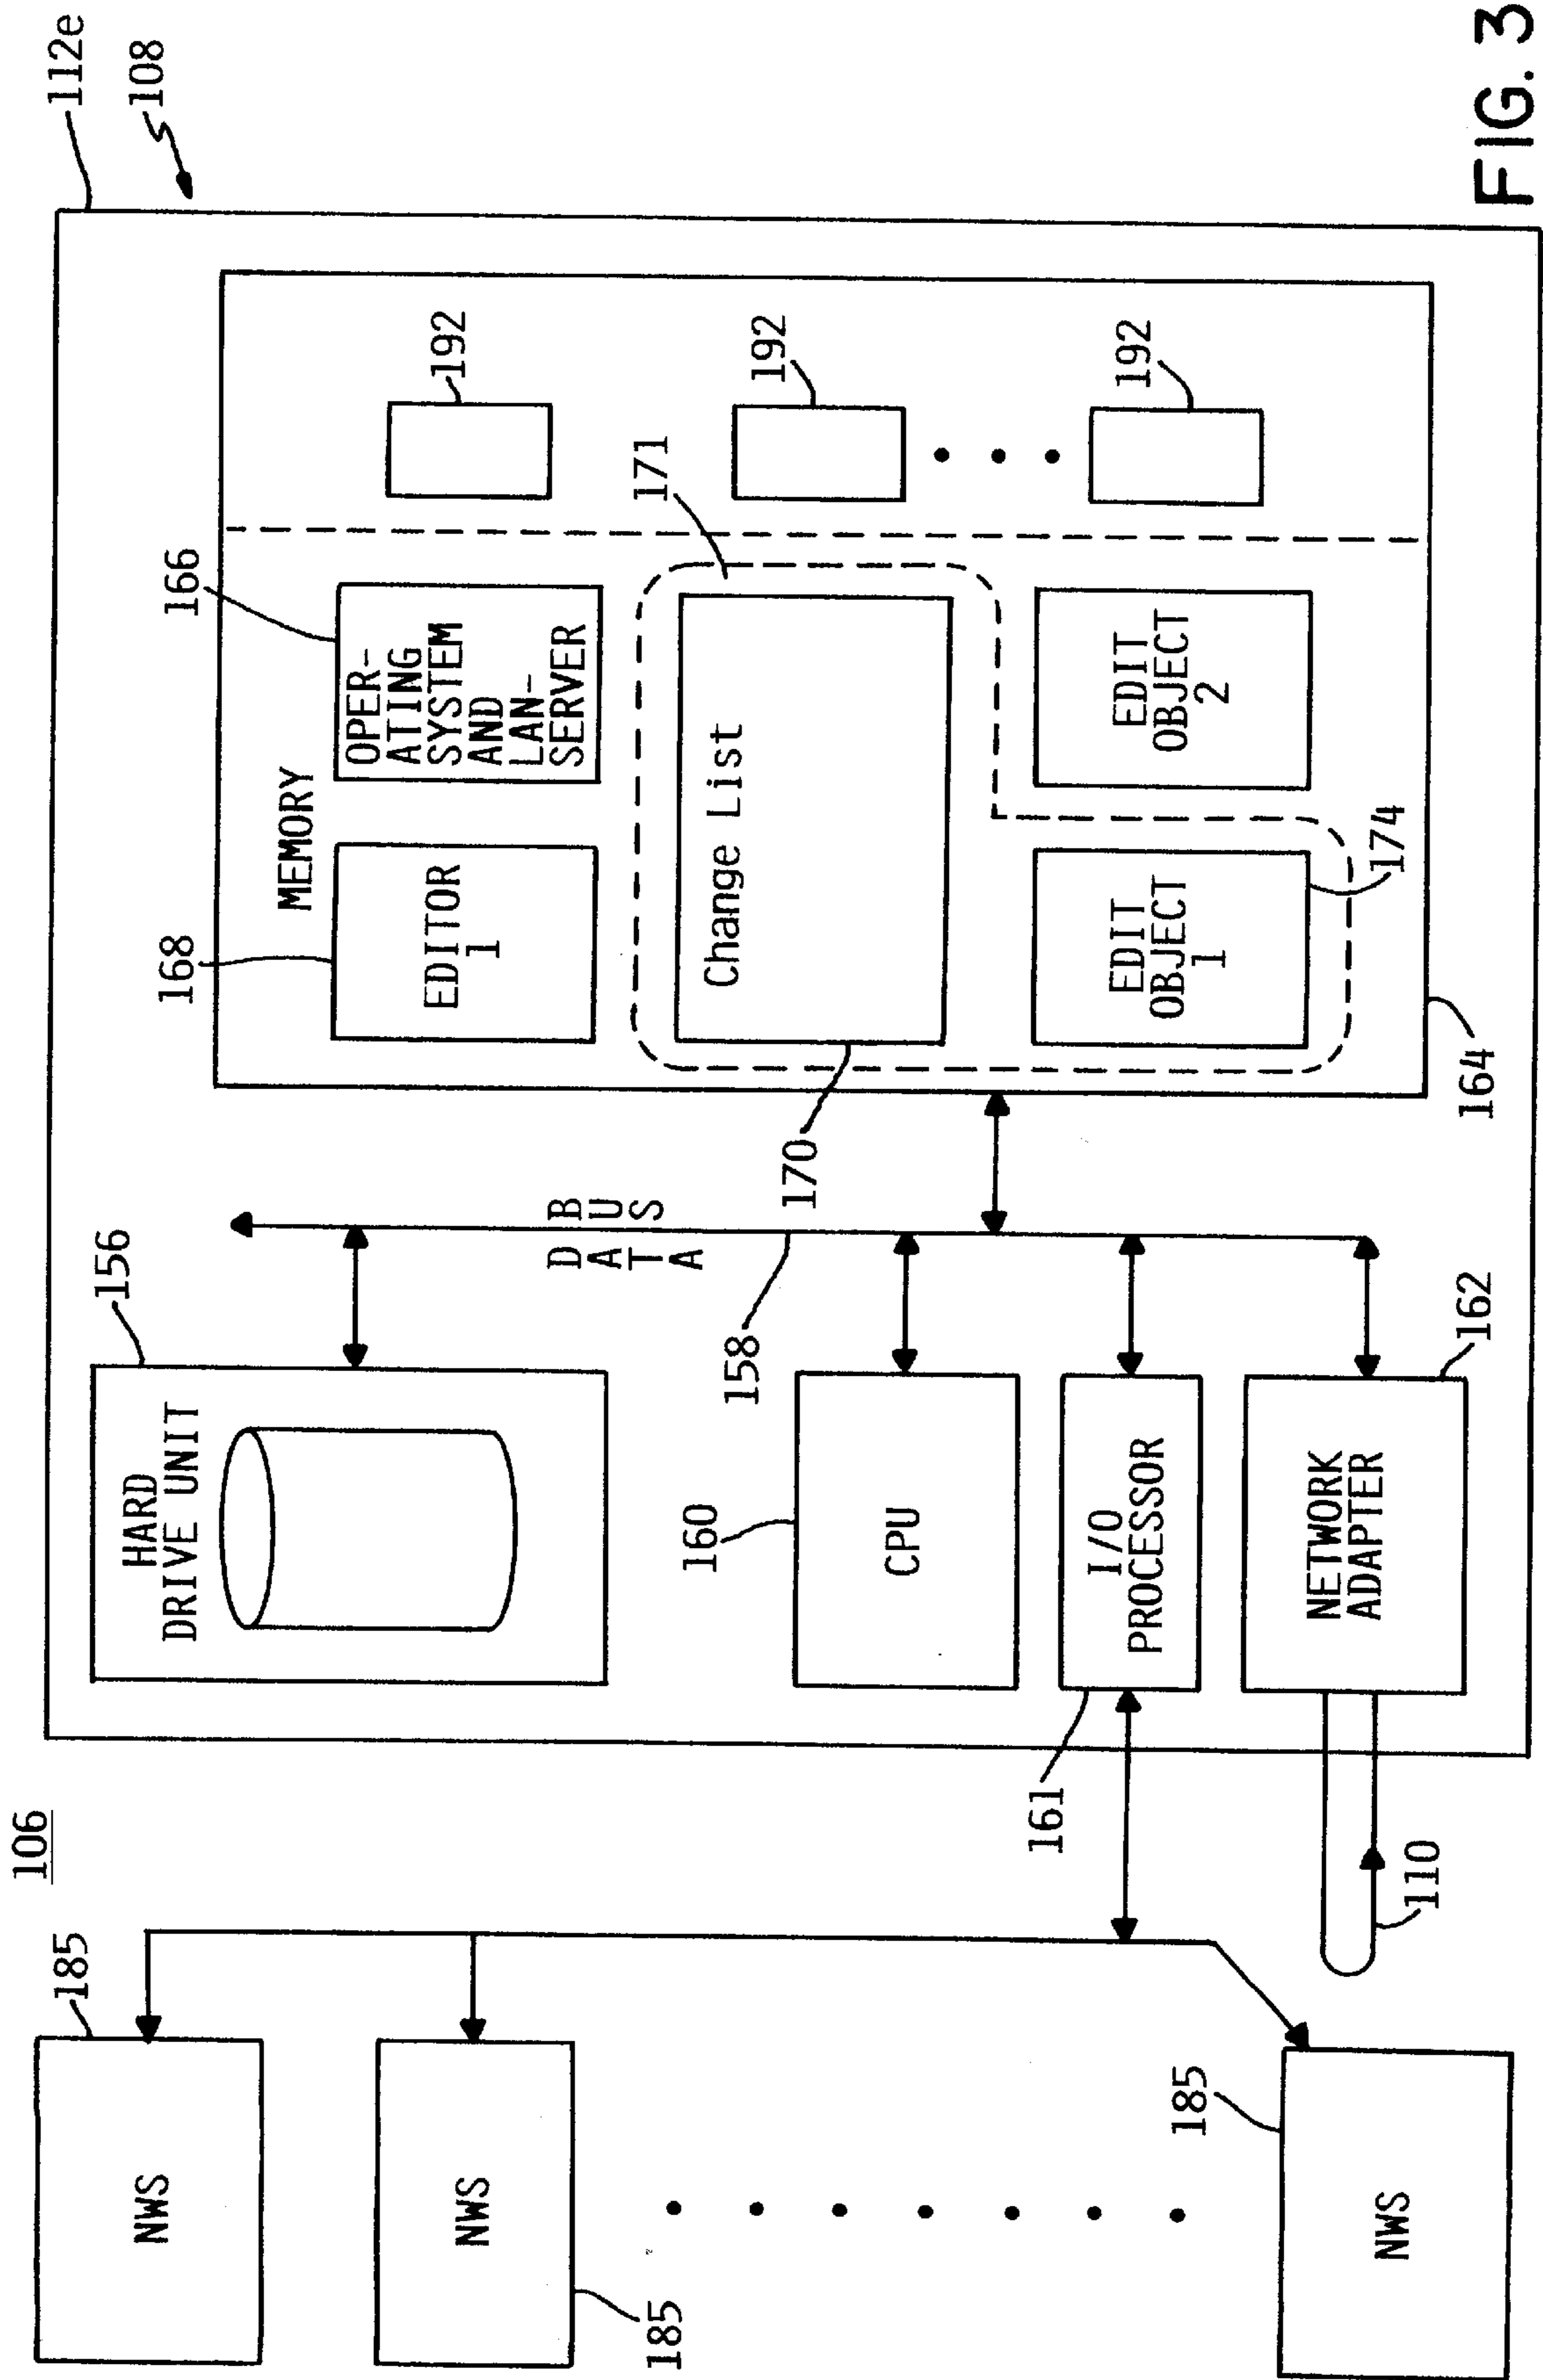 106
112e
108
185
NWS
NWS
185
185
NWS
156
HARD
DRIVE UNIT
DATA
BUS
158
160
CPU
161
I/O
PROCESSOR
110
NETWORK
ADAPTER
162
MEMORY
168
EDITOR
1
166
OPER-
ATING
SYSTEM
AND
LAN-
SERVER
170
Change List
171
EDIT
OBJECT
1
174
EDIT
OBJECT
2
164
192
192
192
FIG. 3